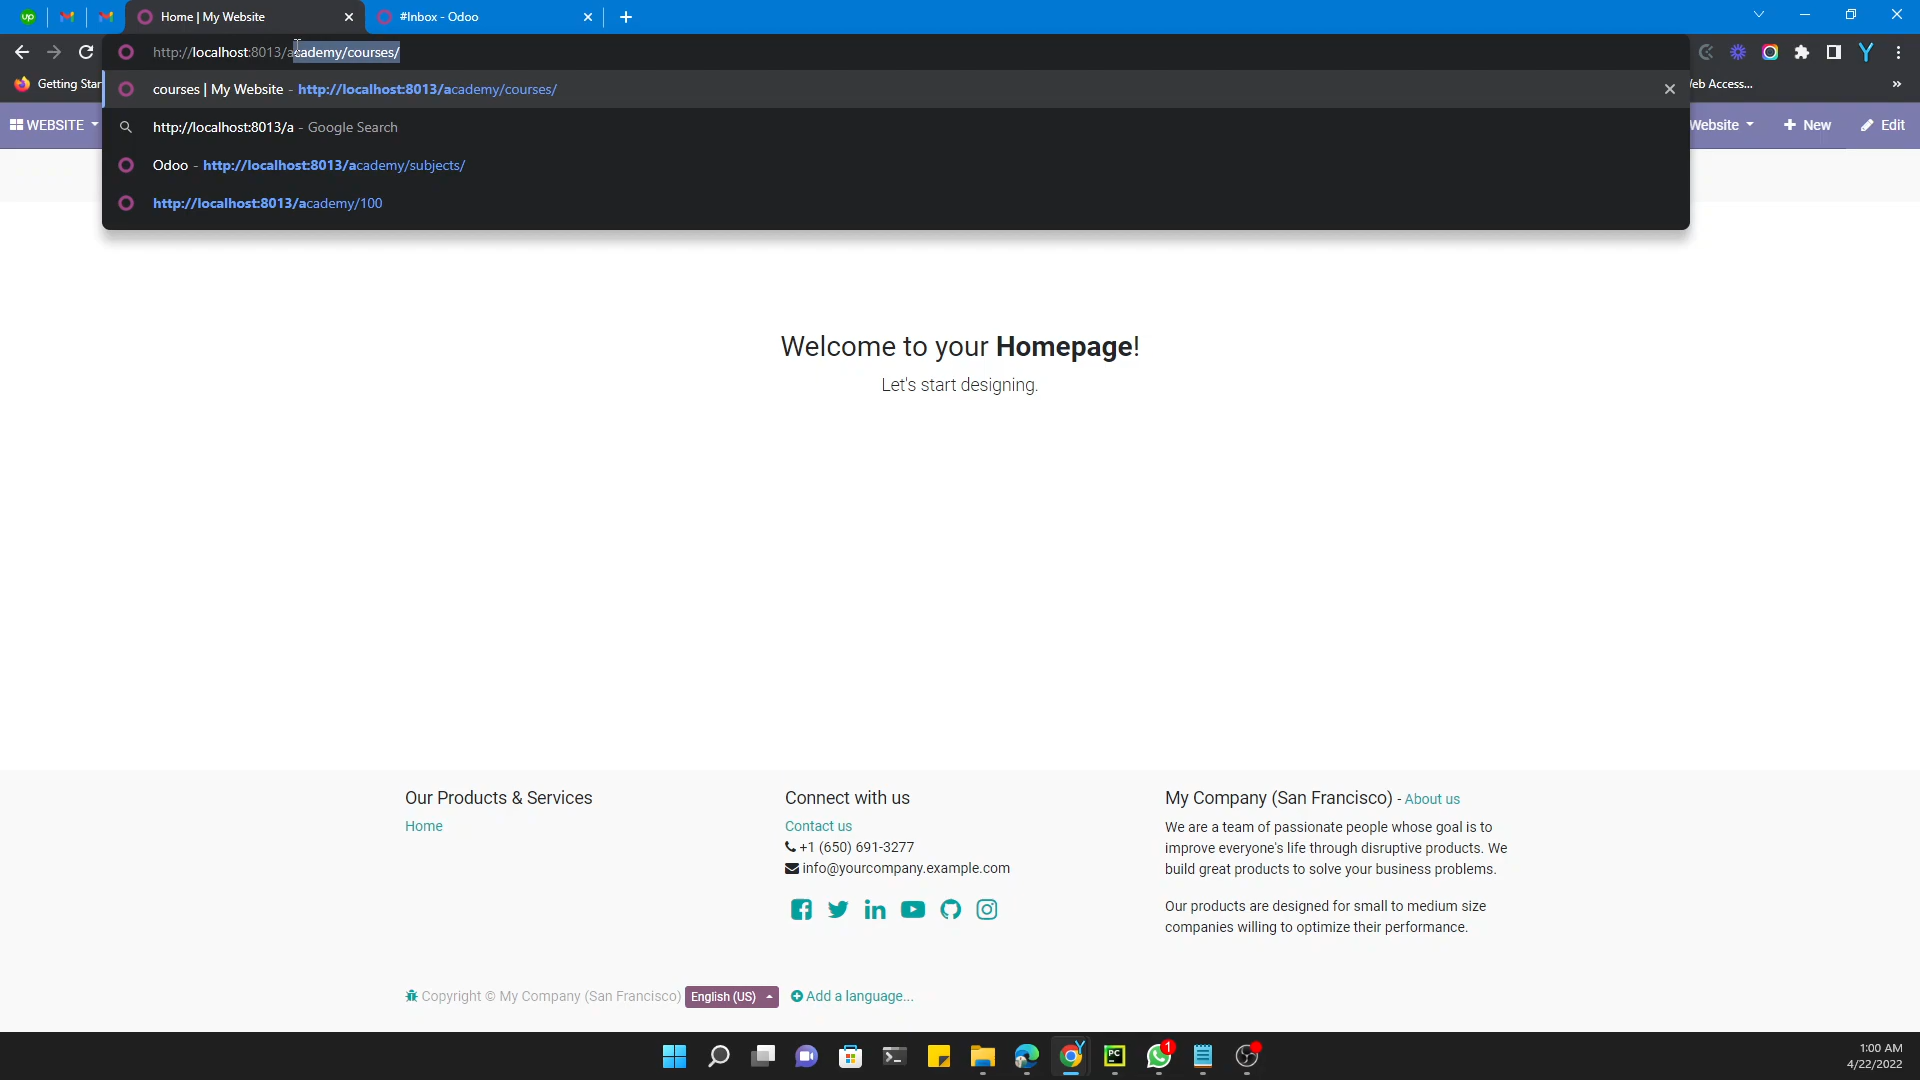 up
Home | My Website
#Inbox - Odoo
http://localhost:8013/academy/courses/
Getting Star
eb Access...
»
courses | My Website - http://localhost:8013/academy/courses/
http://localhost:8013/a - Google Search
Odoo - http://localhost:8013/academy/subjects/
http://localhost:8013/academy/100
WEBSITE
Website
New
Edit
Welcome to your Homepage!
Let's start designing.
Our Products & Services
Home
Connect with us
Contact us
+1 (650) 691-3277
info@yourcompany.example.com
My Company (San Francisco) - About us
We are a team of passionate people whose goal is to
improve everyone's life through disruptive products. We
build great products to solve your business problems.
Our products are designed for small to medium size
companies willing to optimize their performance.
Copyright © My Company (San Francisco) English (US) Add a language...
PC
1
1:00 AM
4/22/2022